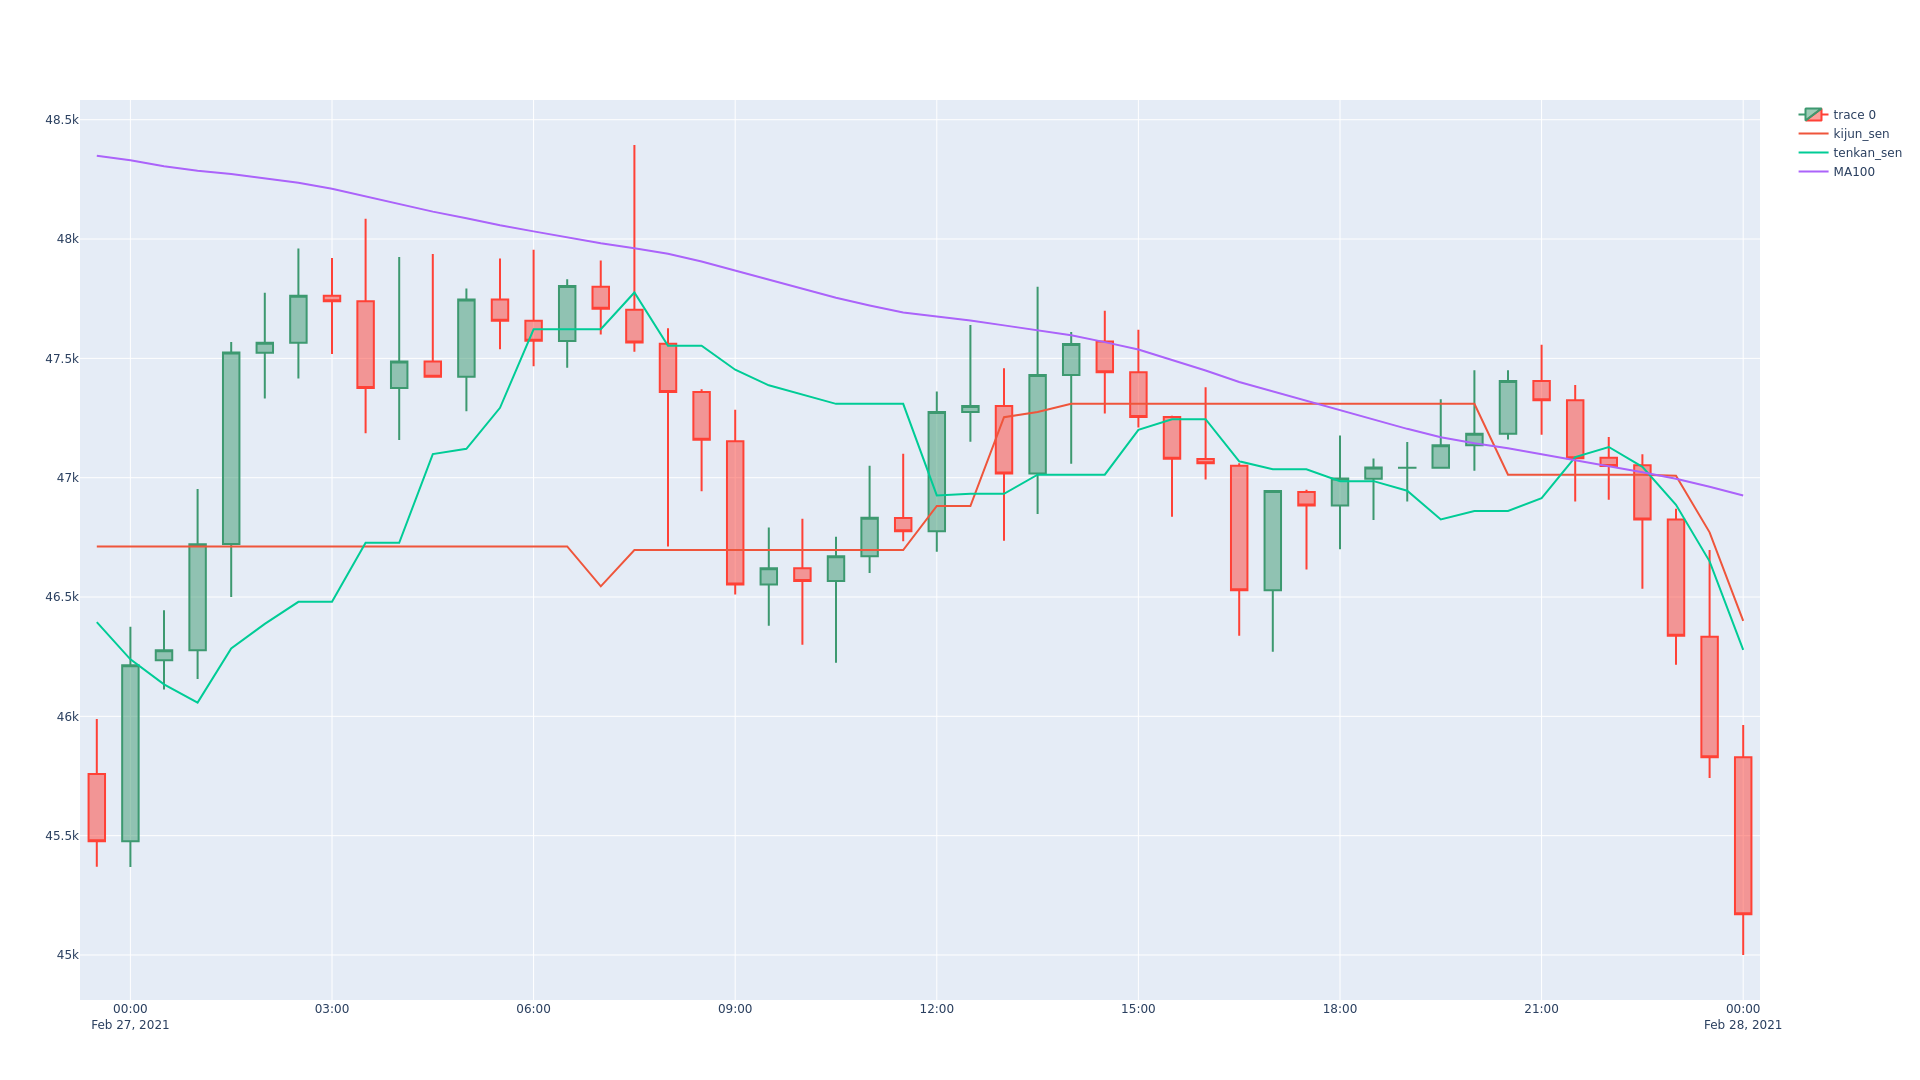 48.5k
48k
47.5k
47k
46.5k
46k
45.5k
45k
00:00 03:00 06:00 09:00 12:00 15:00 18:00 21:00 00:00
Feb 27, 2021 Feb 28, 2021
trace 0
kijun_sen
tenkan_sen
MA100